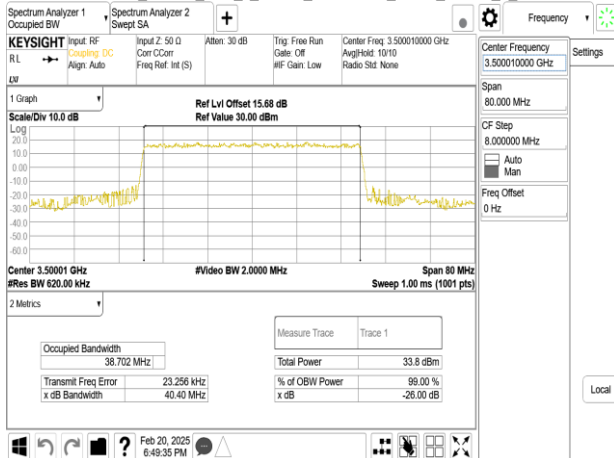 Spectrum Analyzer 1
Occupied BW
Spectrum Analyzer 2
Swept SA
+
Frequency
Settings
KEYSIGHT
RL
LXI
Input: RF
Coupling: DC
Align: Auto
Input Z: 50 Ω
Corr CCorr
Freq Ref: Int (S)
Atten: 30 dB
Trig: Free Run
Gate: Off
#IF Gain: Low
Center Freq: 3.500010000 GHz
Avg|Hold: 10/10
Radio Std: None
Center Frequency
3.500010000 GHz
Span
80.000 MHz
CF Step
8.000000 MHz
Auto
Man
Freq Offset
0 Hz
Local
1 Graph
Scale/Div 10.0 dB
Ref Lvl Offset 15.68 dB
Ref Value 30.00 dBm
Log
20.0
10.0
0.00
-10.0
-20.0
-30.0
-40.0
-50.0
-60.0
Center 3.50001 GHz
#Res BW 620.00 kHz
#Video BW 2.0000 MHz
Span 80 MHz
Sweep 1.00 ms (1001 pts)
2 Metrics
Measure Trace
Trace 1
Occupied Bandwidth
38.702 MHz
Total Power
33.8 dBm
Transmit Freq Error
23.256 kHz
% of OBW Power
99.00 %
x dB Bandwidth
40.40 MHz
x dB
-26.00 dB
?
Feb 20, 2025
6:49:35 PM